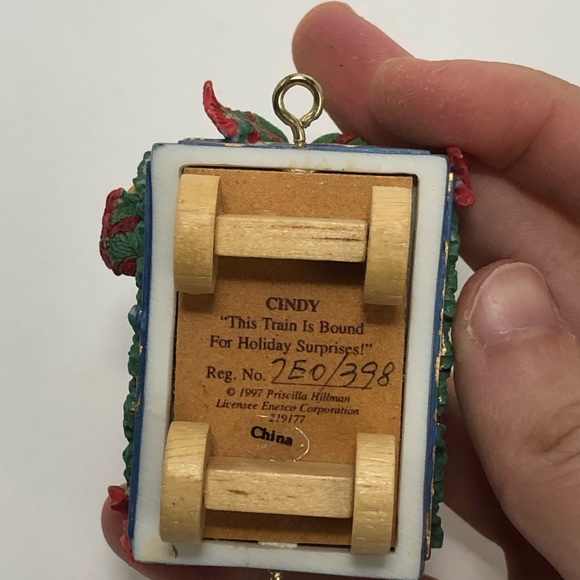 CINDY
"This Train Is Bound
For Holiday Surprises!"
Reg. No. 7E0/398
© 1997 Priscilla Hillman
Licensee Enesco Corporation
219177
China